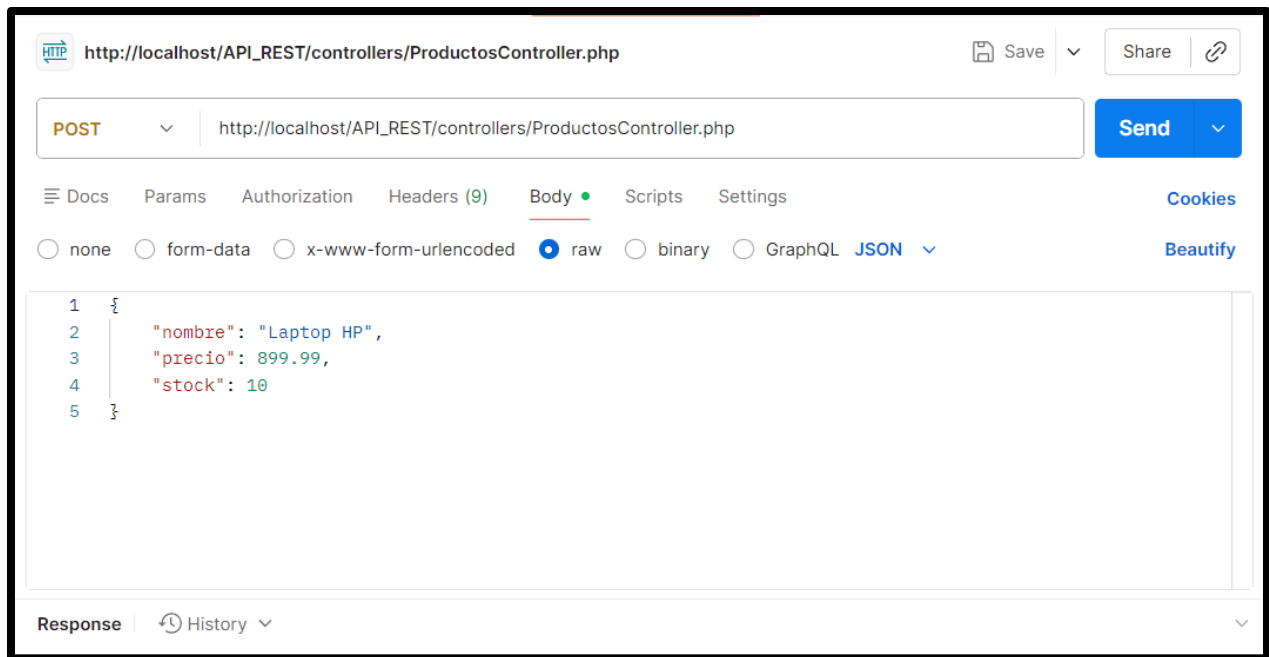 HTTP http://localhost/API_REST/controllers/ProductosController.php Save Share
POST http://localhost/API_REST/controllers/ProductosController.php Send
Docs Params Authorization Headers (9) Body Scripts Settings Cookies
none form-data x-www-form-urlencoded raw binary GraphQL JSON Beautify
1 {
2 "nombre": "Laptop HP",
3 "precio": 899.99,
4 "stock": 10
5 }
Response History